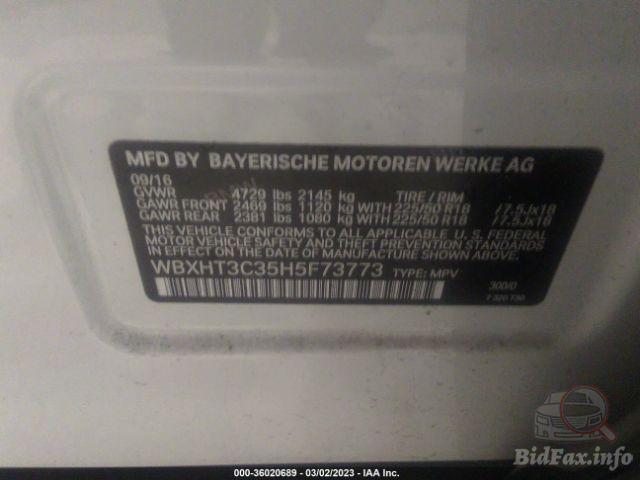 MFD BY BAYERISCHE MOTOREN WERKE AG
09/16
GVWR 4729 lbs 2145 kg TIRE / RIM
GAWR FRONT 2469 lbs 1120 kg WITH 225/50 R18 /7.5Jx18
GAWR REAR 2381 lbs 1080 kg WITH 225/50 R18 /7.5Jx18
THIS VEHICLE CONFORMS TO ALL APPLICABLE U. S. FEDERAL
MOTOR VEHICLE SAFETY, BUMPER, AND THEFT PREVENTION
STANDARDS IN EFFECT ON THE DATE OF MANUFACTURE SHOWN ABOVE.
WBXHT3C35H5F73773 TYPE: MPV
300/0
7 320 730
BidFax.info
000-36020689 - 03/02/2023 - IAA Inc.